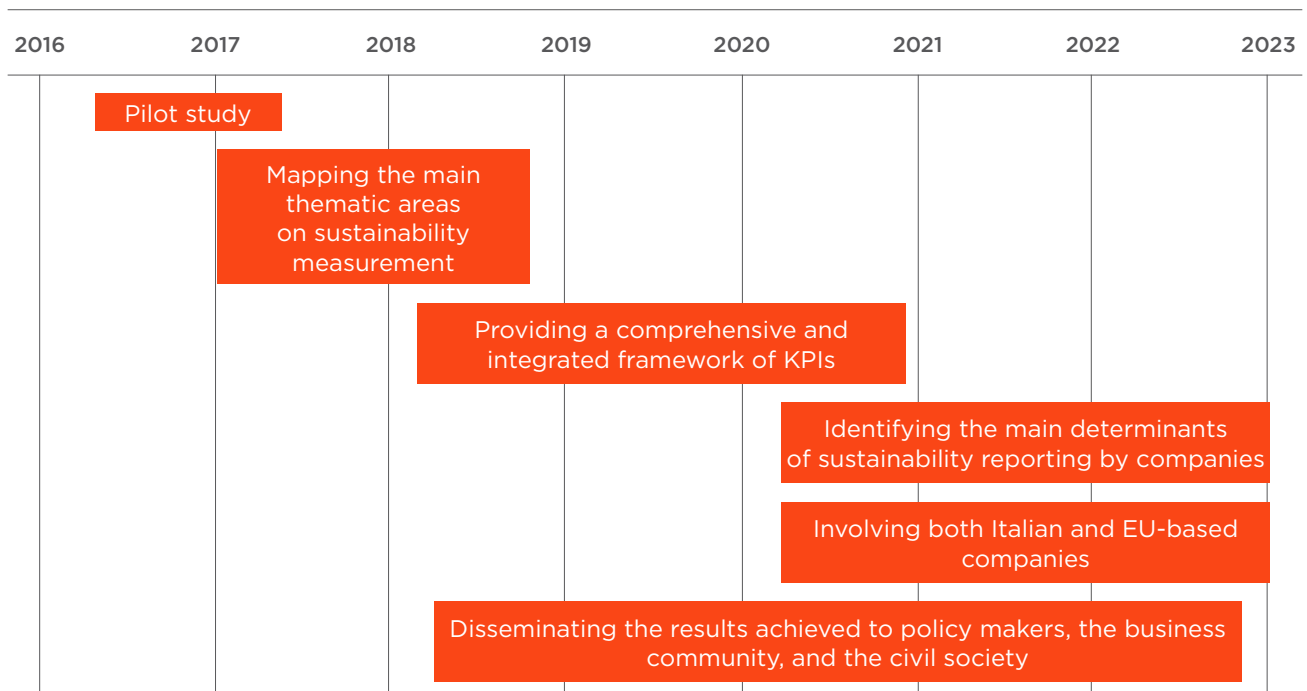 2016 2017 2018 2019 2020 2021 2022 2023
Pilot study
Mapping the main
thematic areas
on sustainability
measurement
Providing a comprehensive and
integrated framework of KPIs
Identifying the main determinants
of sustainability reporting by companies
Involving both Italian and EU-based
companies
Disseminating the results achieved to policy makers, the business
community, and the civil society